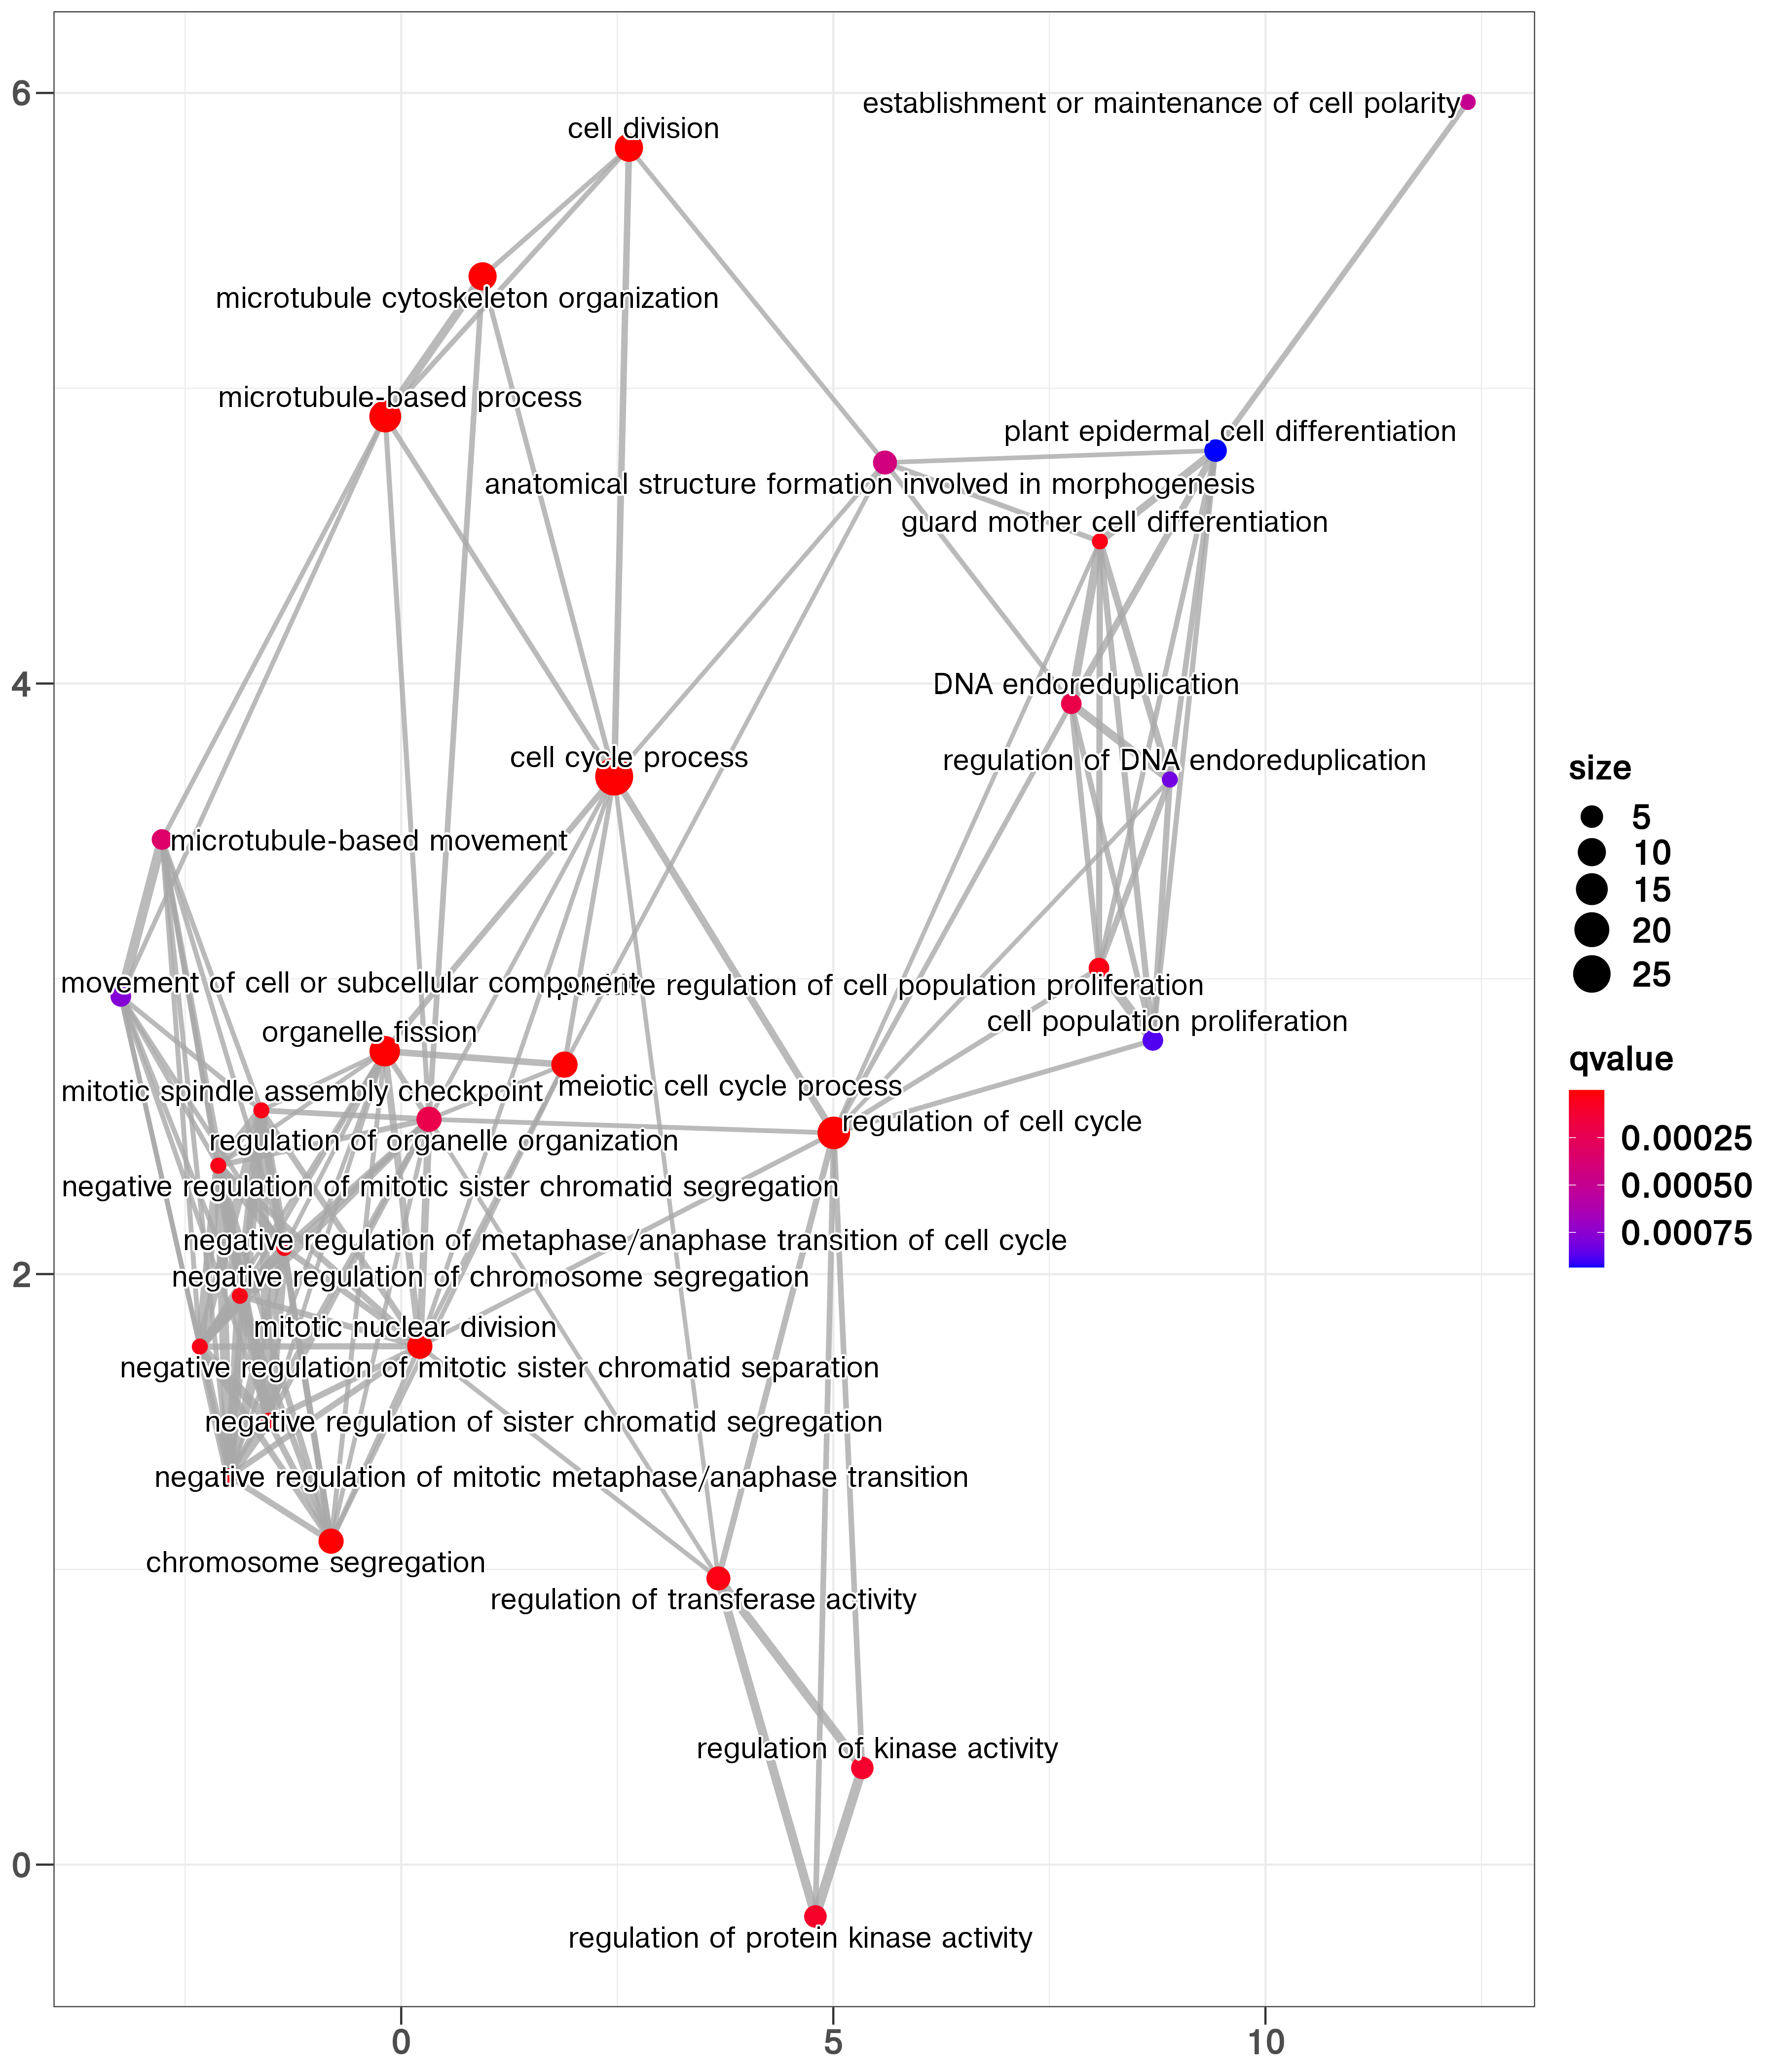 6
establishment or maintenance of cell polarity
cell division
microtubule cytoskeleton organization
microtubule-based process
plant epidermal cell differentiation
anatomical structure formation involved in morphogenesis
guard mother cell differentiation
4
DNA endoreduplication
cell cycle process
regulation of DNA endoreduplication
microtubule-based movement
movement of cell or subcellular component
regulation of cell population proliferation
cell population proliferation
organelle fission
meiotic cell cycle process
mitotic spindle assembly checkpoint
regulation of cell cycle
regulation of organelle organization
negative regulation of mitotic sister chromatid segregation
negative regulation of metaphase/anaphase transition of cell cycle
2
negative regulation of chromosome segregation
mitotic nuclear division
negative regulation of mitotic sister chromatid separation
negative regulation of sister chromatid segregation
negative regulation of mitotic metaphase/anaphase transition
chromosome segregation
regulation of transferase activity
regulation of kinase activity
0
regulation of protein kinase activity
0
5
10
size
5
10
15
20
25
qvalue
0.00025
0.00050
0.00075